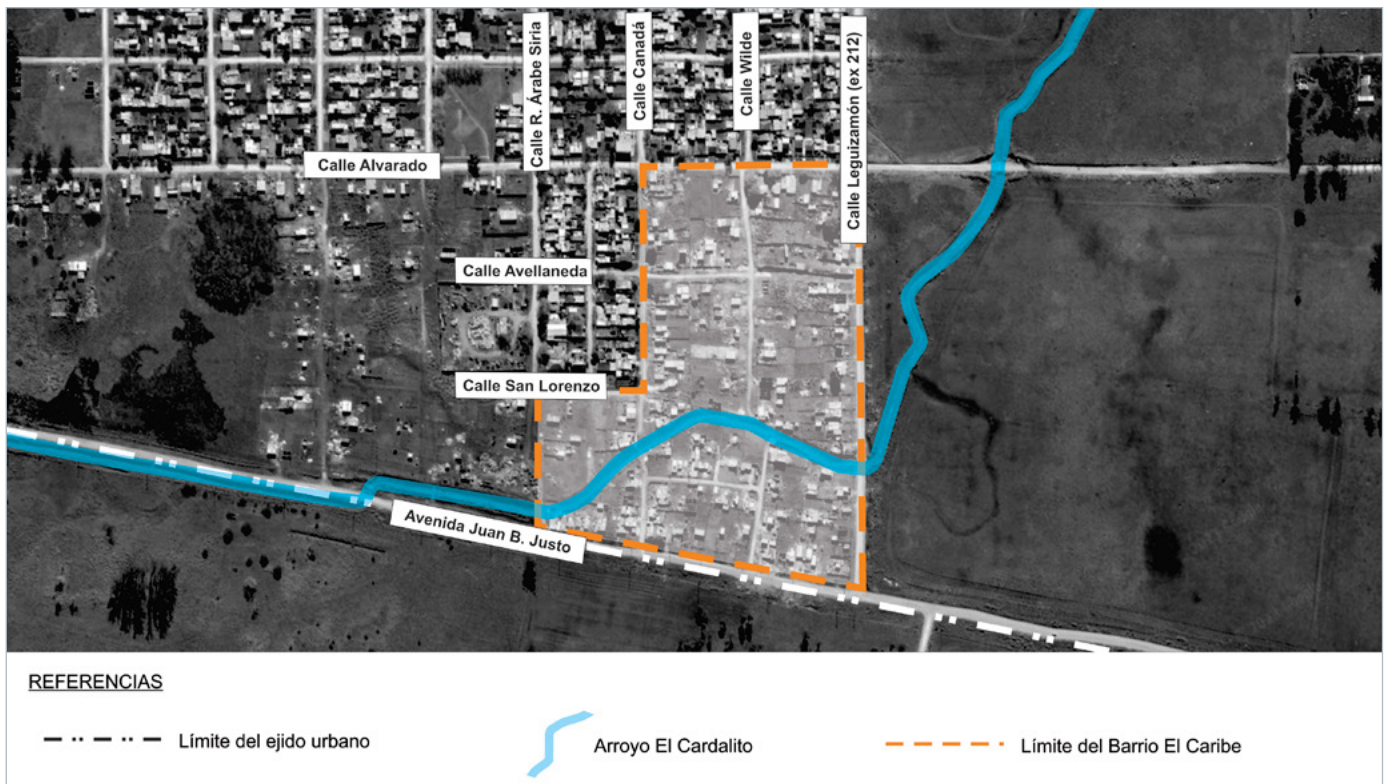 Calle R. Árabe Siria
Calle Canadá
Calle Wilde
Calle Leguizamón (ex 212)
Calle Alvarado
Calle Avellaneda
Calle San Lorenzo
Avenida Juan B. Justo
REFERENCIAS
Límite del ejido urbano
Arroyo El Cardalito
Límite del Barrio El Caribe